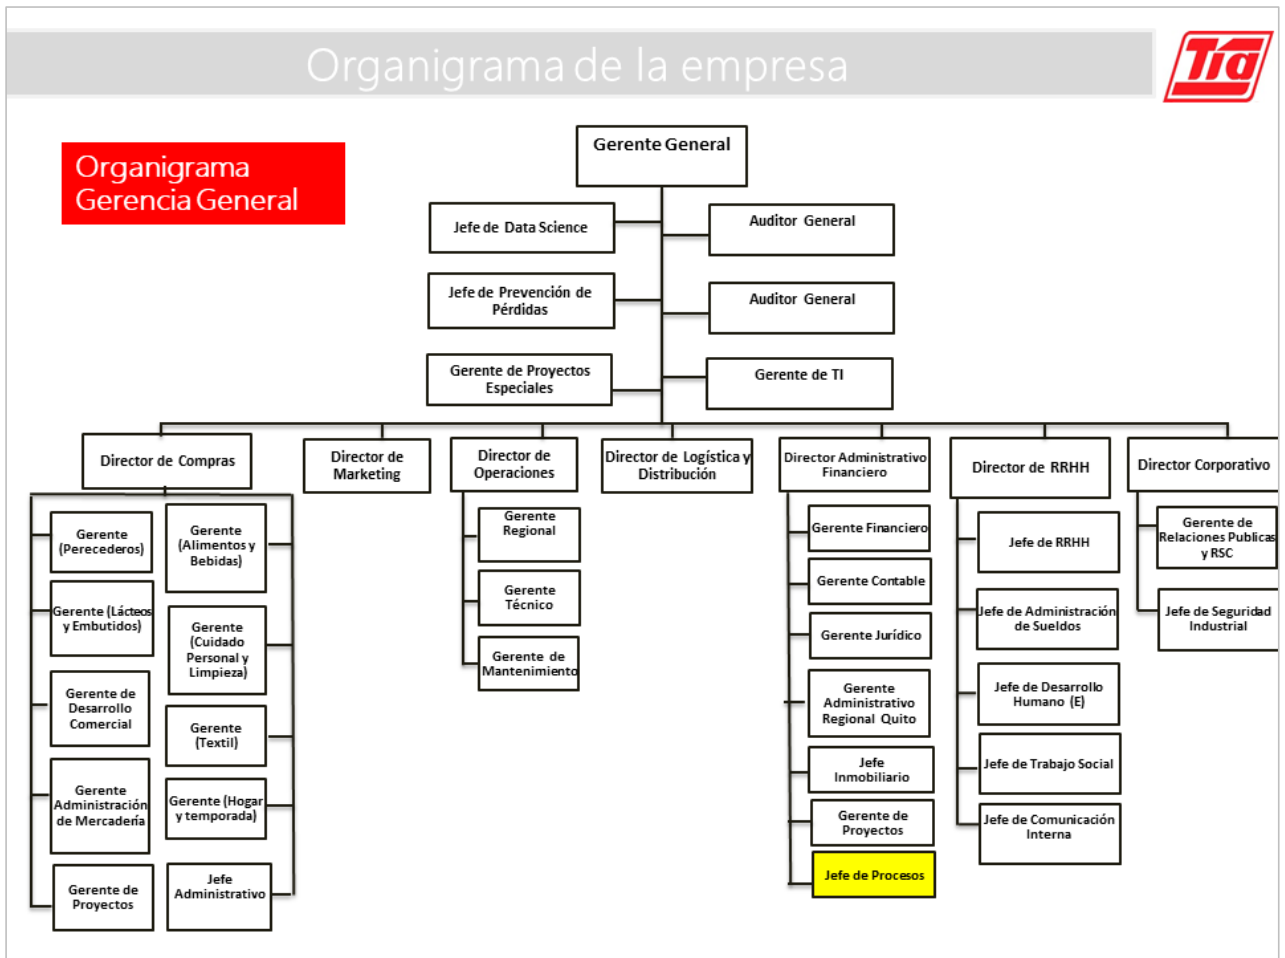 Organigrama de la empresa
Tía
Organigrama
Gerencia General
Gerente General
Jefe de Data Science
Auditor General
Jefe de Prevención de
Pérdidas
Auditor General
Gerente de Proyectos
Especiales
Gerente de TI
Director de Compras
Director de
Marketing
Director de
Operaciones
Director de Logística y
Distribución
Director Administrativo
Financiero
Director de RRHH
Director Corporativo
Gerente
(Perecederos)
Gerente (Lácteos
y Embutidos)
Gerente de
Desarrollo
Comercial
Gerente
Administración
de Mercadería
Gerente de
Proyectos
Gerente
(Alimentos y
Bebidas)
Gerente
(Cuidado
Personal y
Limpieza)
Gerente
(Textil)
Gerente (Hogar
y temporada)
Jefe
Administrativo
Gerente
Regional
Gerente
Técnico
Gerente de
Mantenimiento
Gerente Financiero
Gerente Contable
Gerente Jurídico
Gerente
Administrativo
Regional Quito
Jefe
Inmobiliario
Gerente de
Proyectos
Jefe de Procesos
Jefe de RRHH
Jefe de Administración
de Sueldos
Jefe de Desarrollo
Humano (E)
Jefe de Trabajo Social
Jefe de Comunicación
Interna
Gerente de
Relaciones Publicas
y RSC
Jefe de Seguridad
Industrial